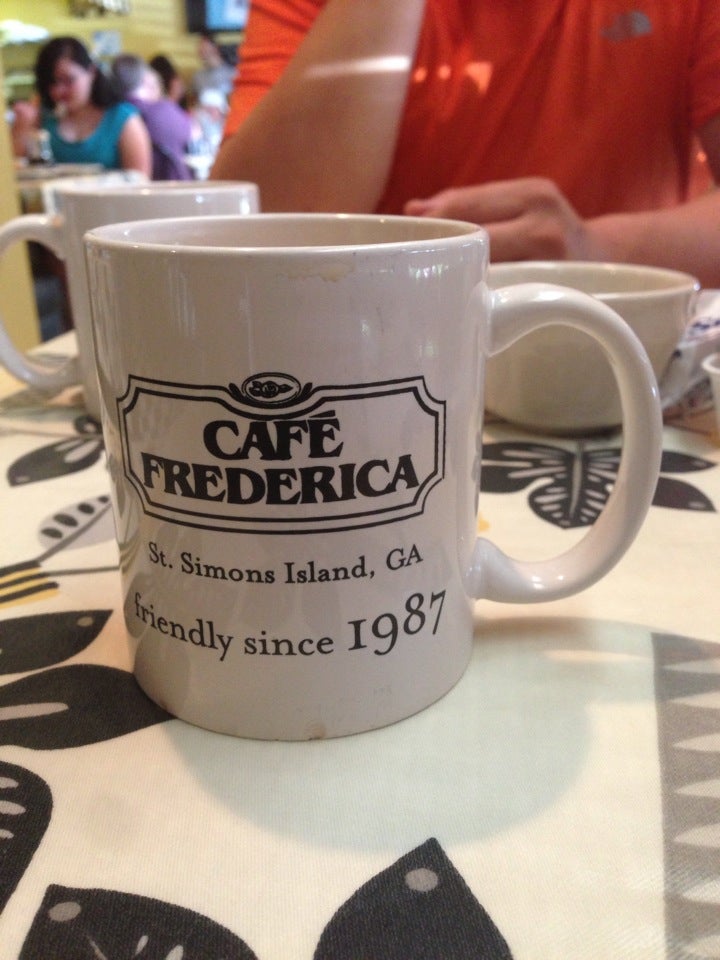 CAFÉ
FREDERICA
St. Simons Island, GA
friendly since 1987